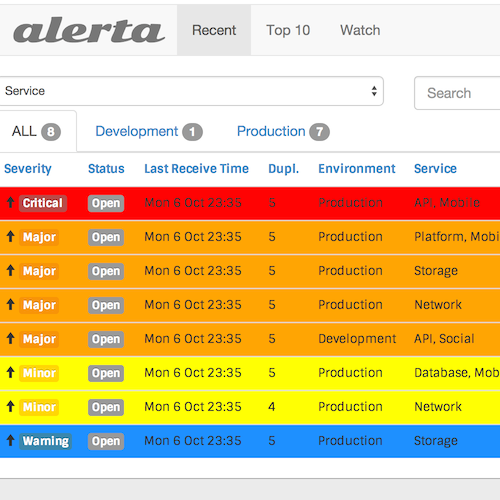 alerta Recent Top 10 Watch
Service Search
ALL 8 Development 1 Production 7
Severity Status Last Receive Time Dupl. Environment Service
Critical Open Mon 6 Oct 23:35 5 Production API, Mobile
Major Open Mon 6 Oct 23:35 5 Production Platform, Mobi
Major Open Mon 6 Oct 23:35 5 Production Storage
Major Open Mon 6 Oct 23:35 5 Production Network
Major Open Mon 6 Oct 23:35 5 Development API, Social
Minor Open Mon 6 Oct 23:35 5 Production Database, Mob
Minor Open Mon 6 Oct 23:35 4 Production Network
Warning Open Mon 6 Oct 23:35 5 Production Storage